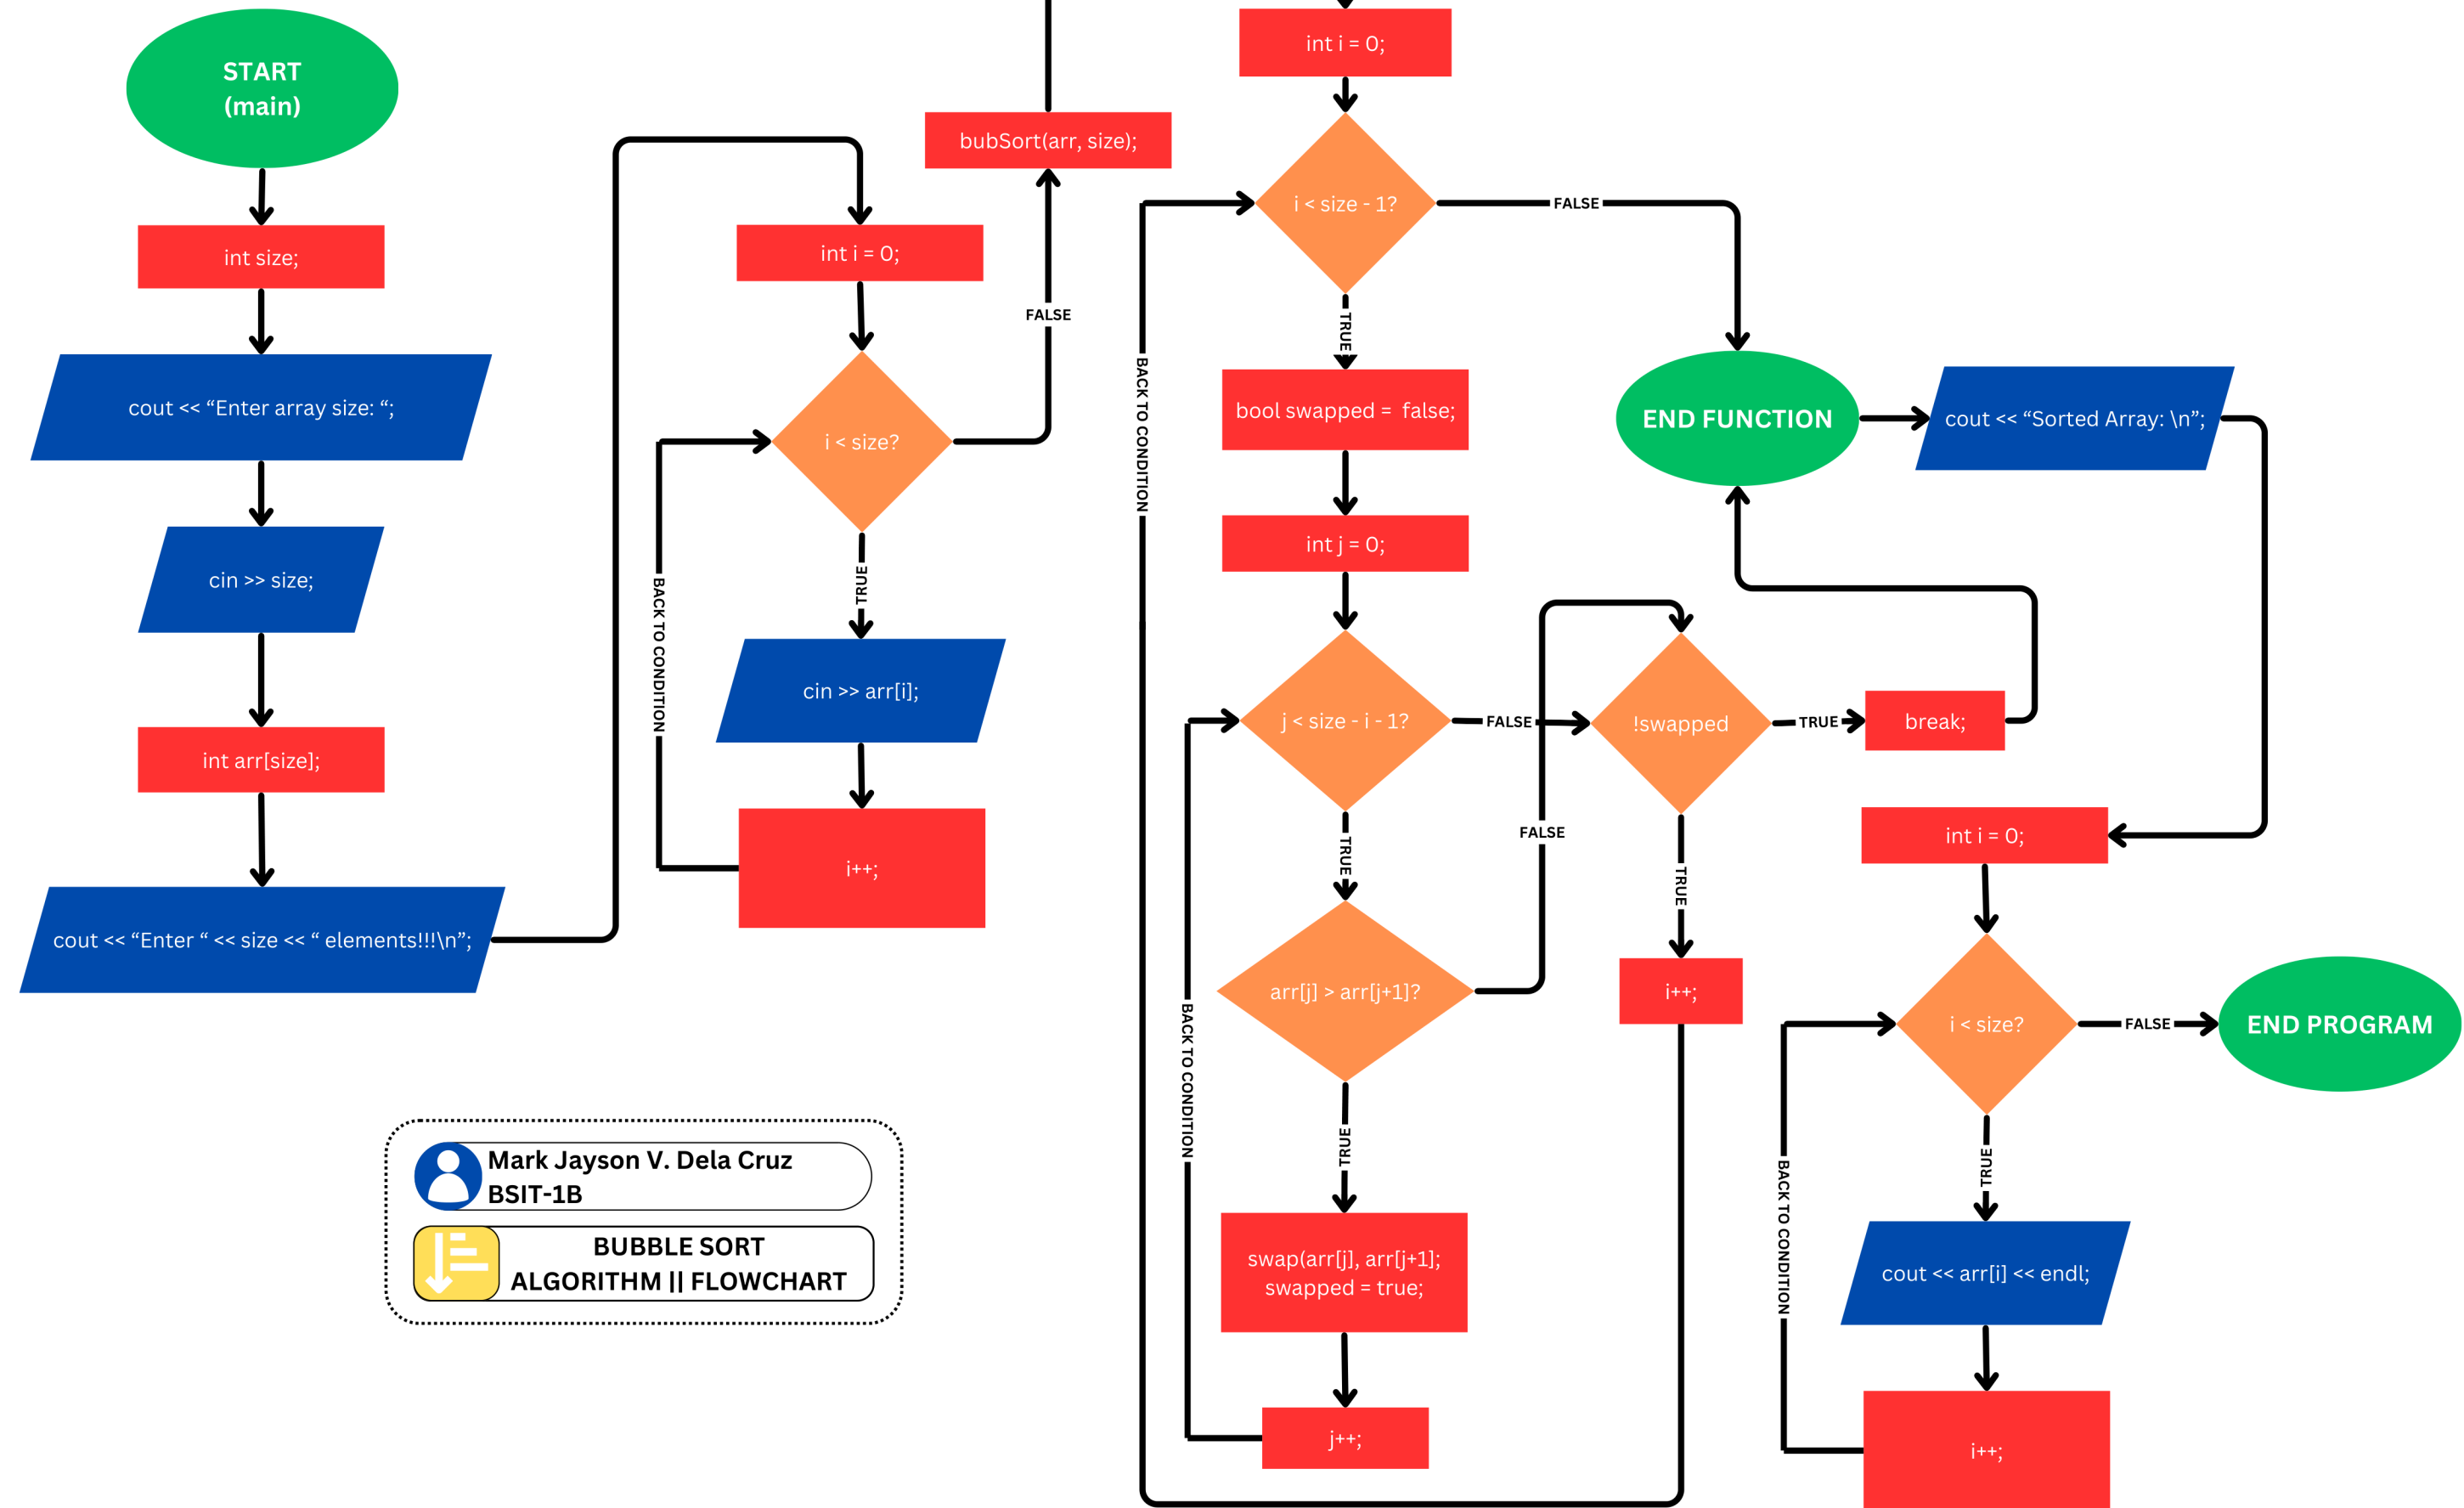 START
(main)
int size;
cout << “Enter array size: “;
cin >> size;
int arr[size];
cout << “Enter “ << size << “ elements!!!\n”;
int i = 0;
i < size?
TRUE
cin >> arr[i];
i++;
BACK TO CONDITION
FALSE
bubSort(arr, size);
int i = 0;
i < size - 1?
FALSE
TRUE
BACK TO CONDITION
bool swapped = false;
int j = 0;
j < size - i - 1?
FALSE
TRUE
arr[j] > arr[j+1]?
FALSE
TRUE
BACK TO CONDITION
swap(arr[j], arr[j+1];
swapped = true;
j++;
!swapped
TRUE
break;
TRUE
i++;
END FUNCTION
cout << “Sorted Array: \n”;
int i = 0;
i < size?
FALSE
END PROGRAM
TRUE
BACK TO CONDITION
cout << arr[i] << endl;
i++;
Mark Jayson V. Dela Cruz
BSIT-1B
BUBBLE SORT
ALGORITHM || FLOWCHART